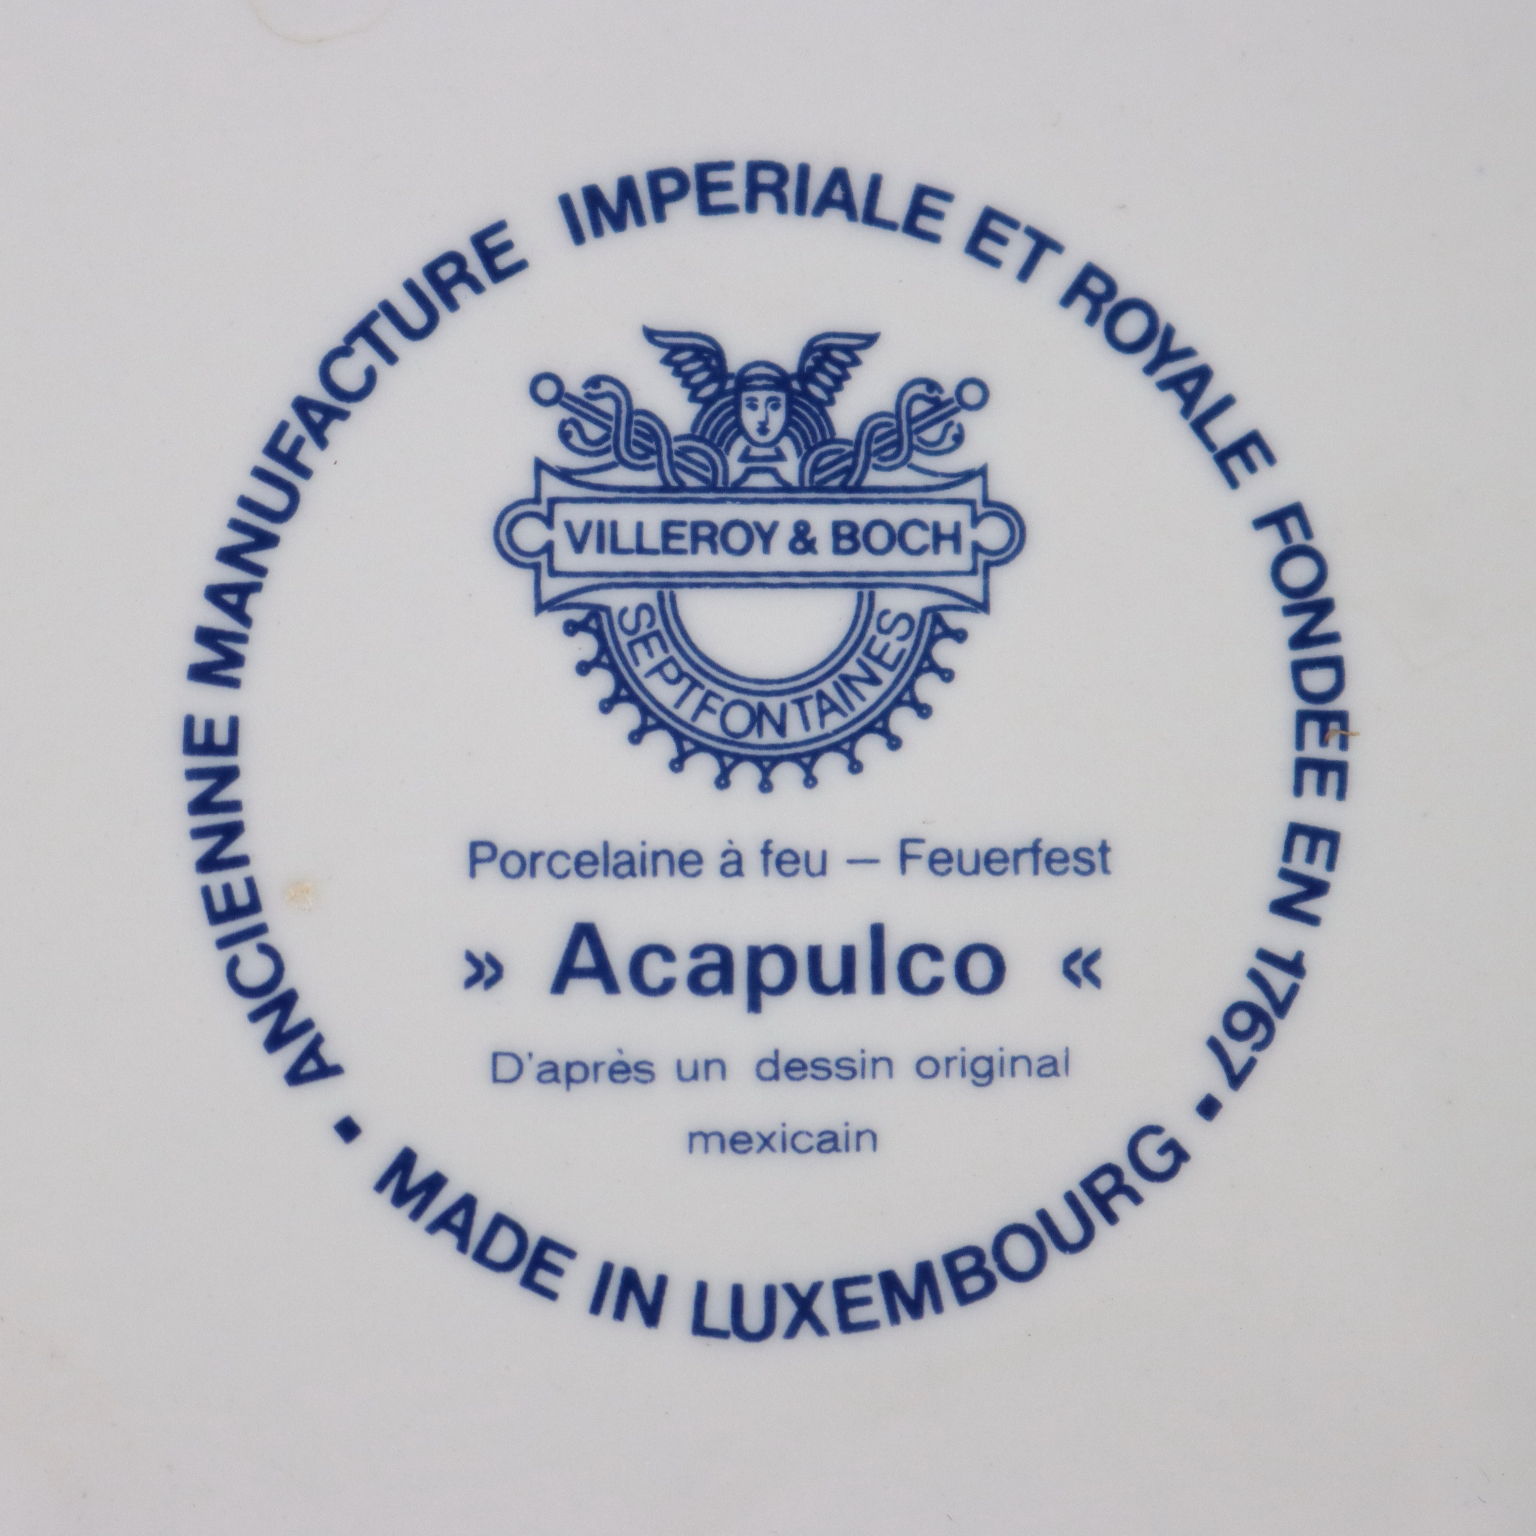 ANCIENNE MANUFACTURE IMPERIALE ET ROYALE FONDEE EN 1767
VILLEROY & BOCH
SEPTFONTAINES
Porcelaine à feu – Feuerfest
» Acapulco «
D'après un dessin original
mexicain
▪ MADE IN LUXEMBOURG ▪